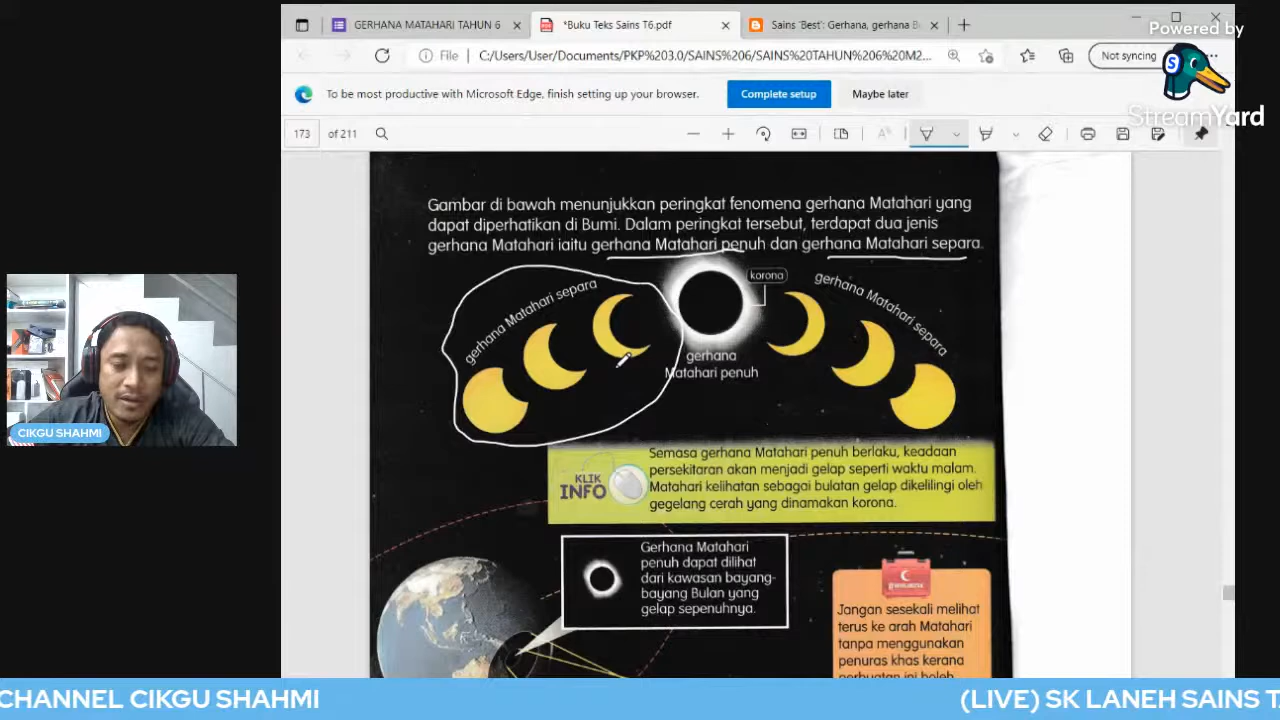 Powered by
StreamYard
GERHANA MATAHARI TAHUN 6
*Buku Teks Sains T6.pdf
Sains 'Best': Gerhana, gerhana B
File
C:/Users/User/Documents/PKP%203.0/SAINS%206/SAINS%20TAHUN%206%20M2...
Not syncing
To be most productive with Microsoft Edge, finish setting up your browser.
Complete setup
Maybe later
173
of 211
Gambar di bawah menunjukkan peringkat fenomena gerhana Matahari yang
dapat diperhatikan di Bumi. Dalam peringkat tersebut, terdapat dua jenis
gerhana Matahari iaitu gerhana Matahari penuh dan gerhana Matahari separa.
gerhana Matahari separa
korona
gerhana Matahari separa
gerhana
Matahari penuh
KLIK
INFO
Semasa gerhana Matahari penuh berlaku, keadaan
persekitaran akan menjadi gelap seperti waktu malam.
Matahari kelihatan sebagai bulatan gelap dikelilingi oleh
gegelang cerah yang dinamakan korona.
Gerhana Matahari
penuh dapat dilihat
dari kawasan bayang-
bayang Bulan yang
gelap sepenuhnya.
Jangan sesekali melihat
terus ke arah Matahari
tanpa menggunakan
penuras khas kerana
perbuatan ini boleh
CIKGU SHAHMI
CHANNEL CIKGU SHAHMI
(LIVE) SK LANEH SAINS T